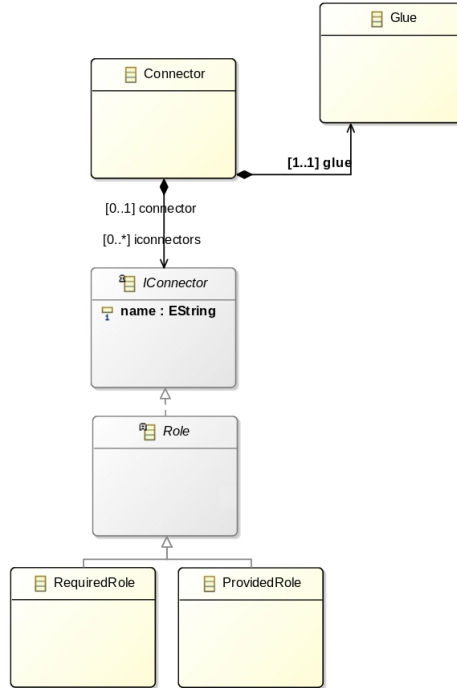 Glue
Connector
[1..1] glue
[0..1] connector
[0..*] iconnectors
IConnector
name : EString
Role
RequiredRole
ProvidedRole